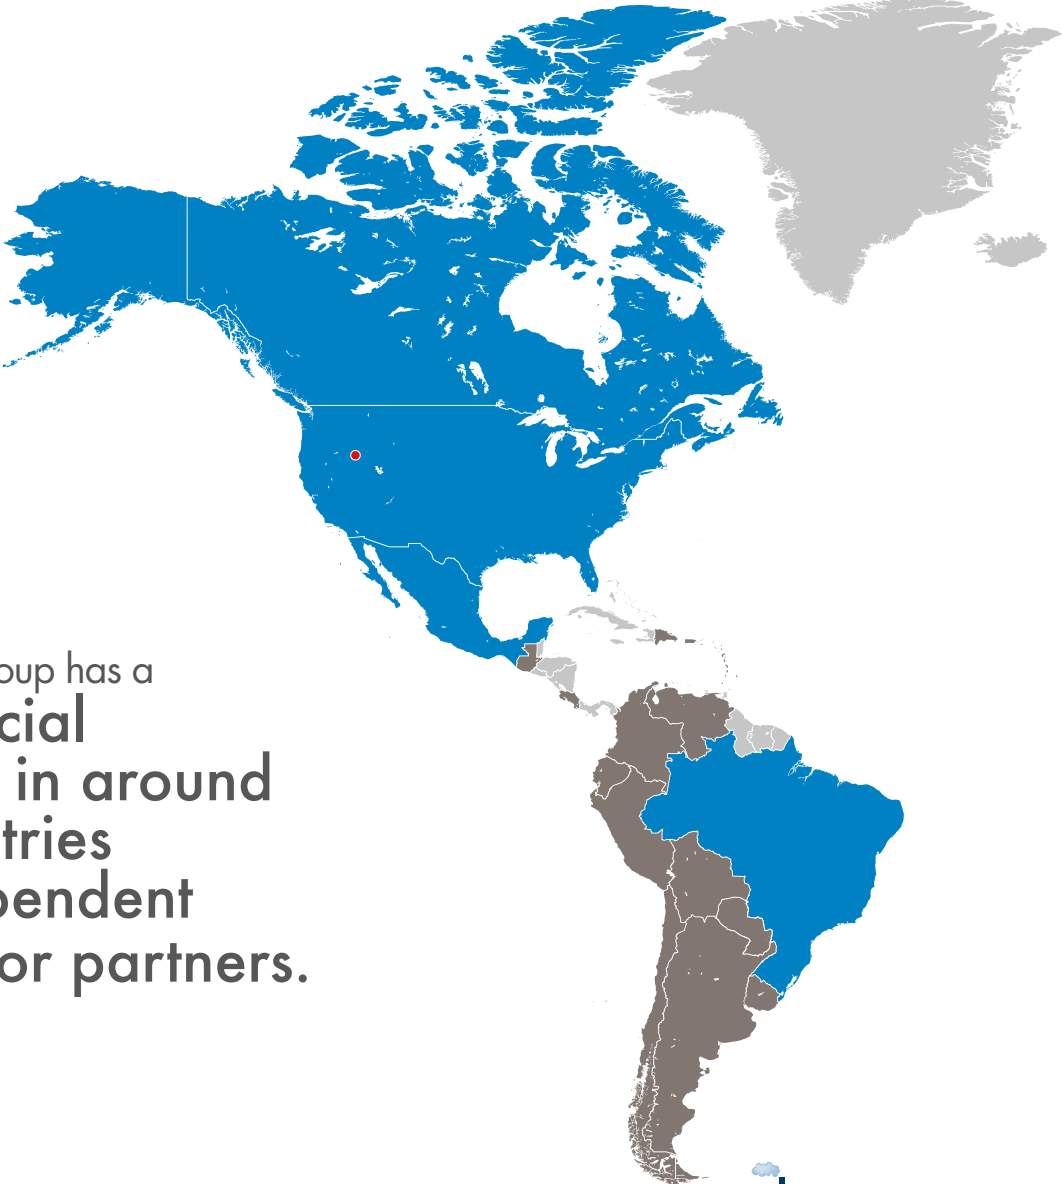 oup has a
cial
in around
tries
pendent
or partners.